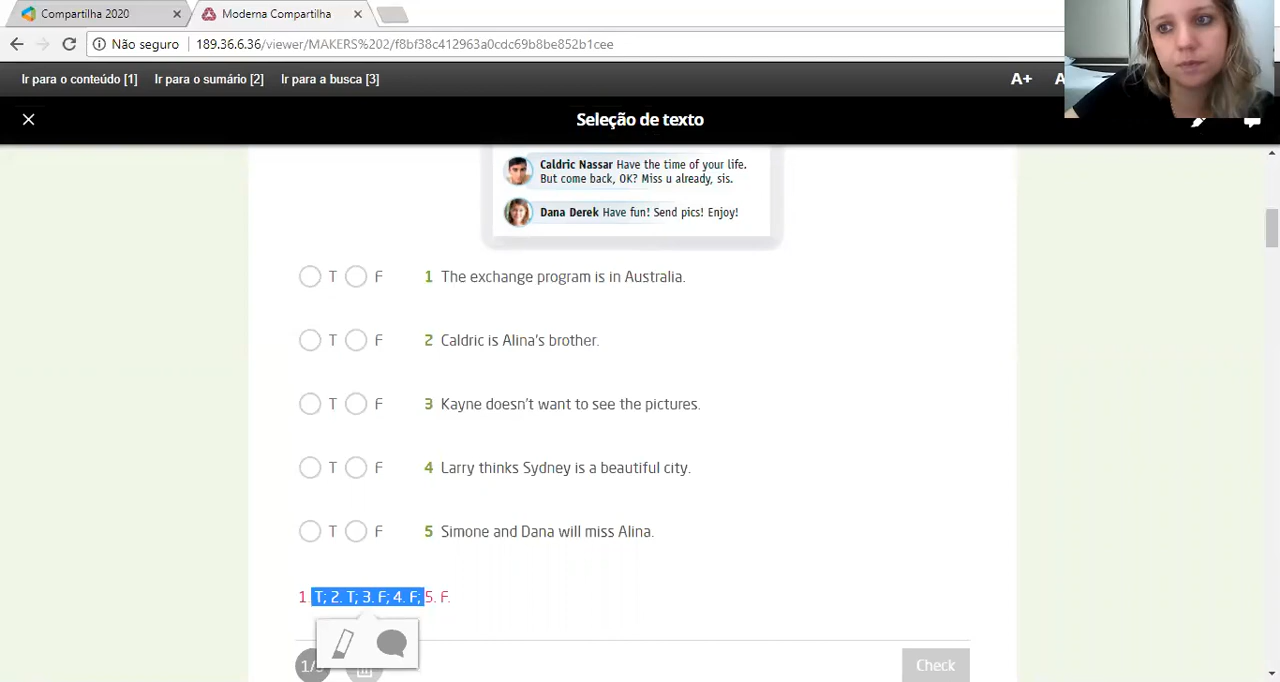 Compartilha 2020
Moderna Compartilha
Não seguro
189.36.6.36/viewer/MAKERS%202/f8bf38c412963a0cdc69b8be852b1cee
Ir para o conteúdo [1] Ir para o sumário [2] Ir para a busca [3]
A+
Seleção de texto
Caldric Nassar Have the time of your life.
But come back, OK? Miss u already, sis.
Dana Derek Have fun! Send pics! Enjoy!
T F 1 The exchange program is in Australia.
T F 2 Caldric is Alina's brother.
T F 3 Kayne doesn't want to see the pictures.
T F 4 Larry thinks Sydney is a beautiful city.
T F 5 Simone and Dana will miss Alina.
1 T; 2. T; 3. F; 4. F; 5. F.
Check